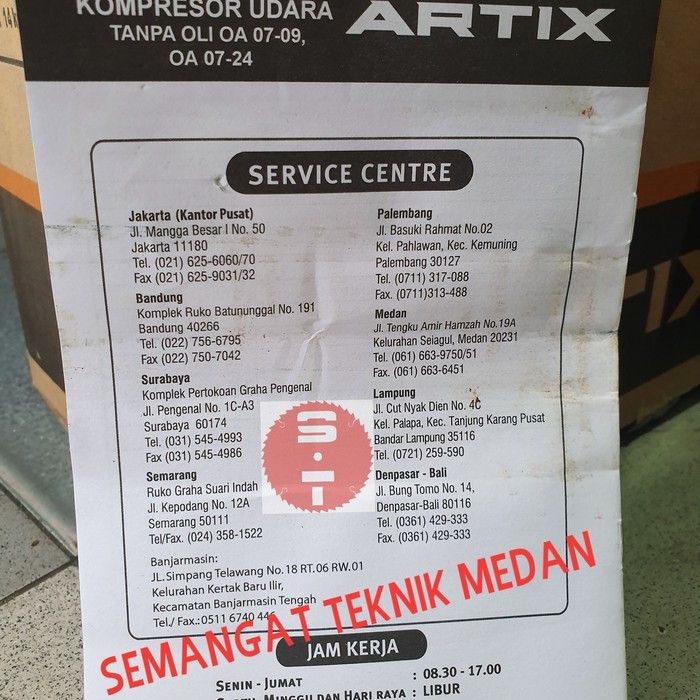 KOMPRESOR UDARA
TANPA OLI OA 07-09,
OA 07-24
ARTIX
SERVICE CENTRE
Jakarta (Kantor Pusat)
Jl. Mangga Besar I No. 50
Jakarta 11180
Tel. (021) 625-6060/70
Fax (021) 625-9031/32
Bandung
Komplek Ruko Batununggal No. 191
Bandung 40266
Tel. (022) 756-6795
Fax (022) 750-7042
Surabaya
Komplek Pertokoan Graha Pengenal
Jl. Pengenal No. 1C-A3
Surabaya 60174
Tel. (031) 545-4993
Fax (031) 545-4986
Semarang
Ruko Graha Suari Indah
Jl. Kepodang No. 12A
Semarang 50111
Tel/Fax. (024) 358-1522
Banjarmasin:
JL.Simpang Telawang No.18 RT.06 RW.01
Kelurahan Kertak Baru Ilir,
Kecamatan Banjarmasin Tengah
Tel./ Fax.: 0511 6740
Palembang
Jl. Basuki Rahmat No.02
Kel. Pahlawan, Kec. Kemuning
Palembang 30127
Tel. (0711) 317-088
Fax. (0711)313-488
Medan
Jl. Tengku Amir Hamzah No.19A
Kelurahan Seiagul, Medan 20231
Tel. (061) 663-9750/51
Fax. (061) 663-6451
Lampung
Jl. Cut Nyak Dien No. 4C
Kel. Palapa, Kec. Tanjung Karang Pusat
Bandar Lampung 35116
Tel. (0721) 259-590
Denpasar - Bali
Jl. Bung Tomo No. 14,
Denpasar-Bali 80116
Tel. (0361) 429-333
Fax. (0361) 429-333
S·T
SEMANGAT TEKNIK MEDAN
JAM KERJA
SENIN - JUMAT : 08.30 - 17.00
MINGGU DAN HARI RAYA : LIBUR